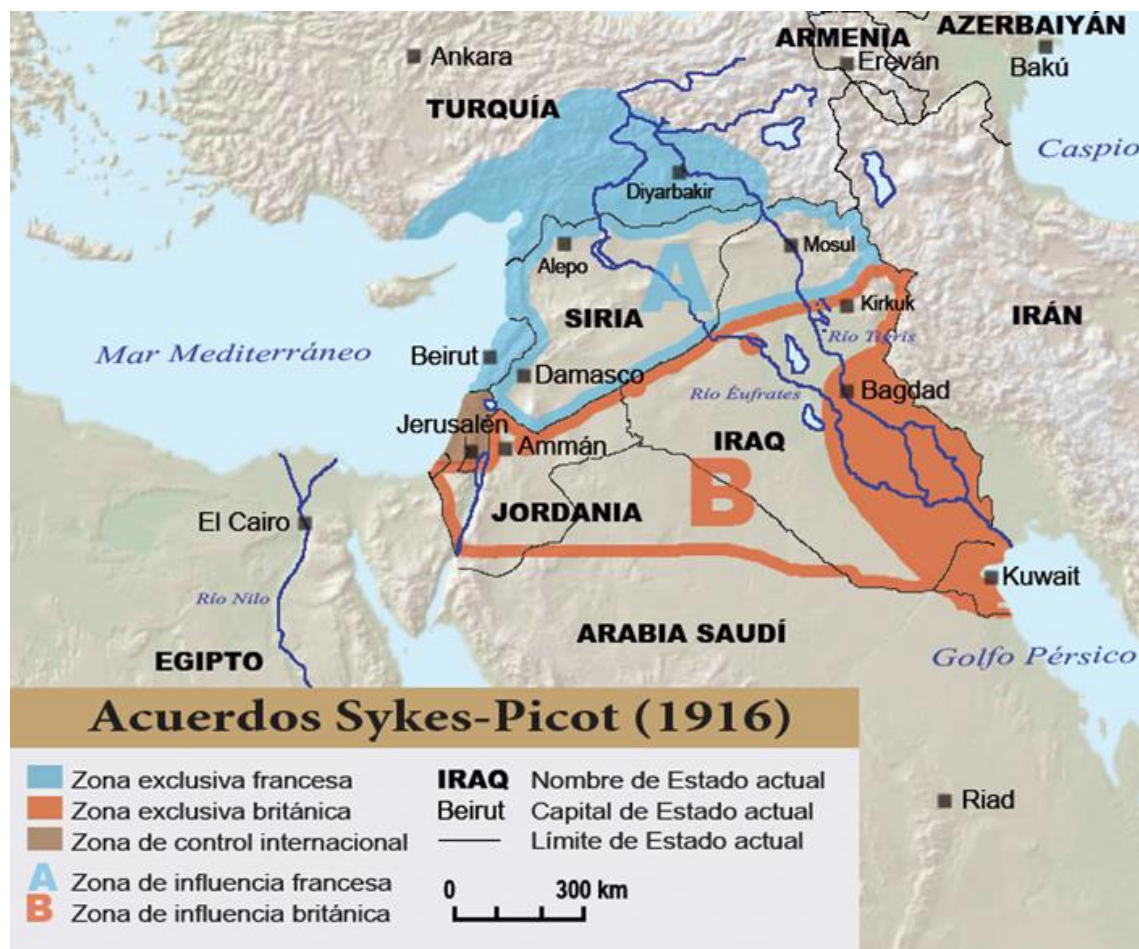 AZERBAIYÁN
ARMENIA
Ankara
Ereván
Bakú
TURQUÍA
Caspio
Diyarbakir
Alepo
A
Mosul
SIRIA
Kirkuk
IRÁN
Río Tigris
Mar Mediterráneo
Beirut
Damasco
Bagdad
Río Éufrates
Jerusalén
Ammán
IRAQ
B
JORDANIA
El Cairo
Kuwait
Río Nilo
ARABIA SAUDÍ
EGIPTO
Golfo Pérsico
Acuerdos Sykes-Picot (1916)
Zona exclusiva francesa
Zona exclusiva británica
Zona de control internacional
A Zona de influencia francesa
B Zona de influencia británica
IRAQ Nombre de Estado actual
Beirut Capital de Estado actual
Límite de Estado actual
0 300 km
Riad